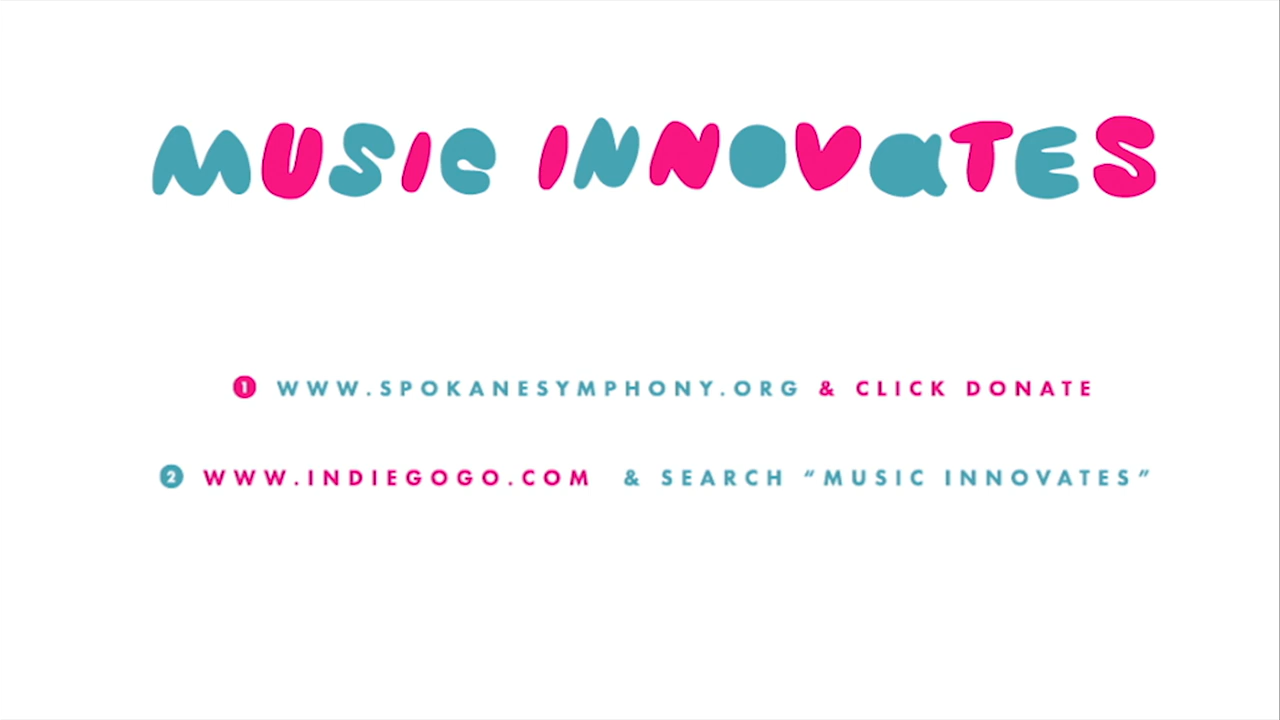 MUSIC INNOVaTES
1 WWW.SPOKANESYMPHONY.ORG & CLICK DONATE
2 WWW.INDIEGOGO.COM & SEARCH “MUSIC INNOVATES”